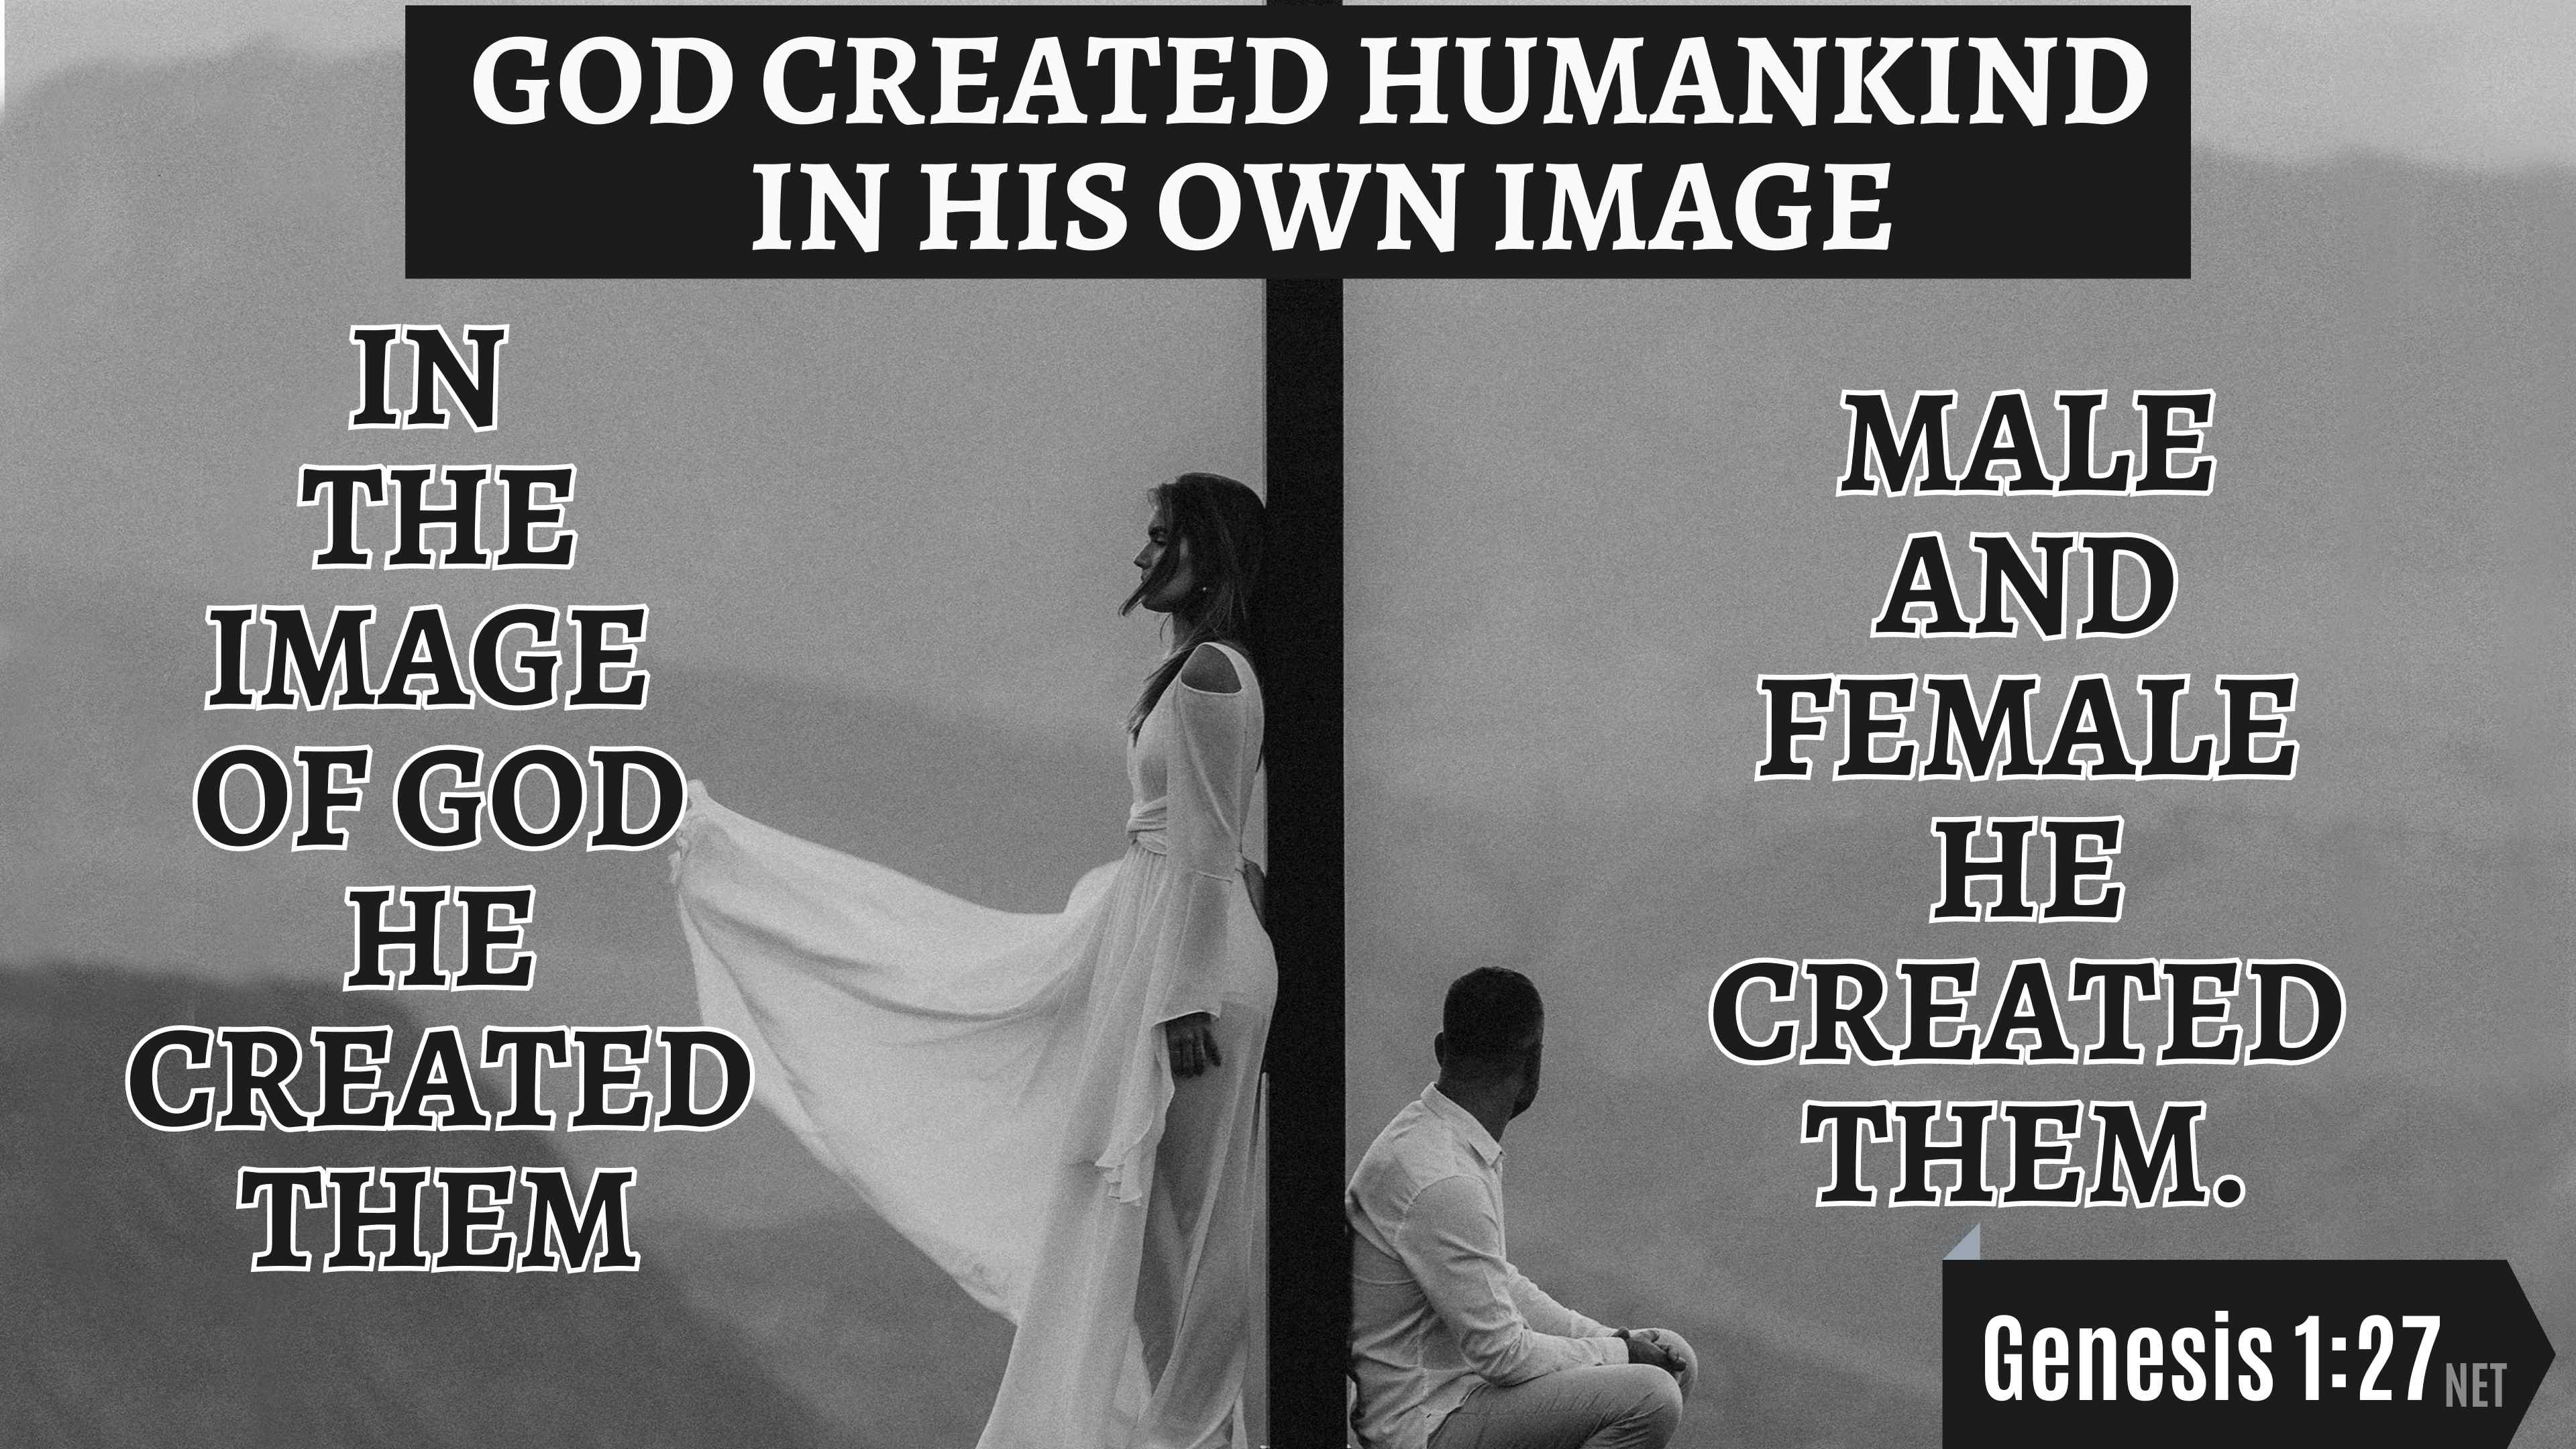 GOD CREATED HUMANKIND
IN HIS OWN IMAGE
IN
THE
IMAGE
OF GOD
HE
CREATED
THEM
MALE
AND
FEMALE
HE
CREATED
THEM.
Genesis 1:27 NET